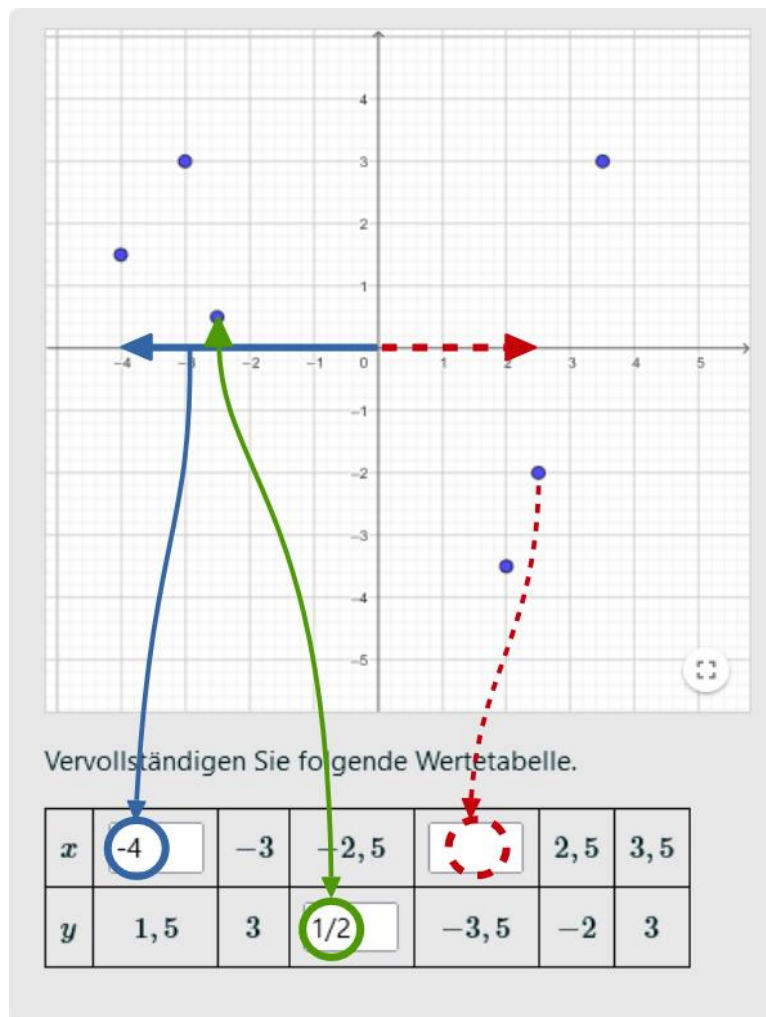 4
3
2
1
–4 –3 –2 –1 0 1 2 3 4 5
–1
–2
–3
–4
–5
Vervollständigen Sie folgende Wertetabelle.
x -4 −3 −2,5 2,5 3,5
y 1,5 3 1/2 −3,5 −2 3